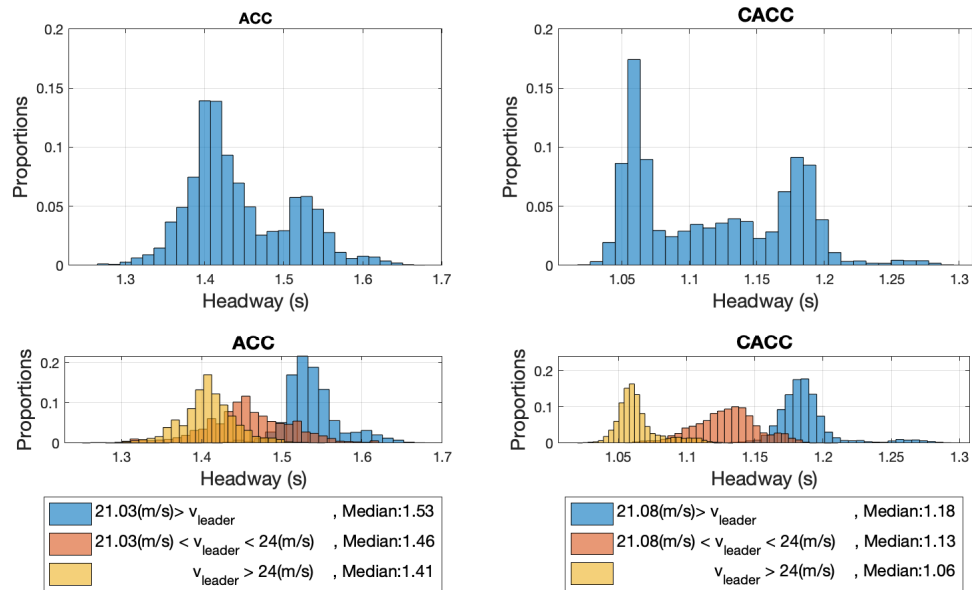 ACC
0.2
0.15
0.1
0.05
0
Proportions
1.3 1.4 1.5 1.6 1.7
Headway (s)
CACC
0.2
0.15
0.1
0.05
0
Proportions
1.05 1.1 1.15 1.2 1.25 1.3
Headway (s)
ACC
0.2
0.1
0
Proportions
1.3 1.4 1.5 1.6 1.7
Headway (s)
CACC
0.2
0.1
0
Proportions
1.05 1.1 1.15 1.2 1.25 1.3
Headway (s)
21.03(m/s)> v_leader , Median:1.53
21.03(m/s) < v_leader < 24(m/s) , Median:1.46
v_leader > 24(m/s) , Median:1.41
21.08(m/s)> v_leader , Median:1.18
21.08(m/s) < v_leader < 24(m/s) , Median:1.13
v_leader > 24(m/s) , Median:1.06